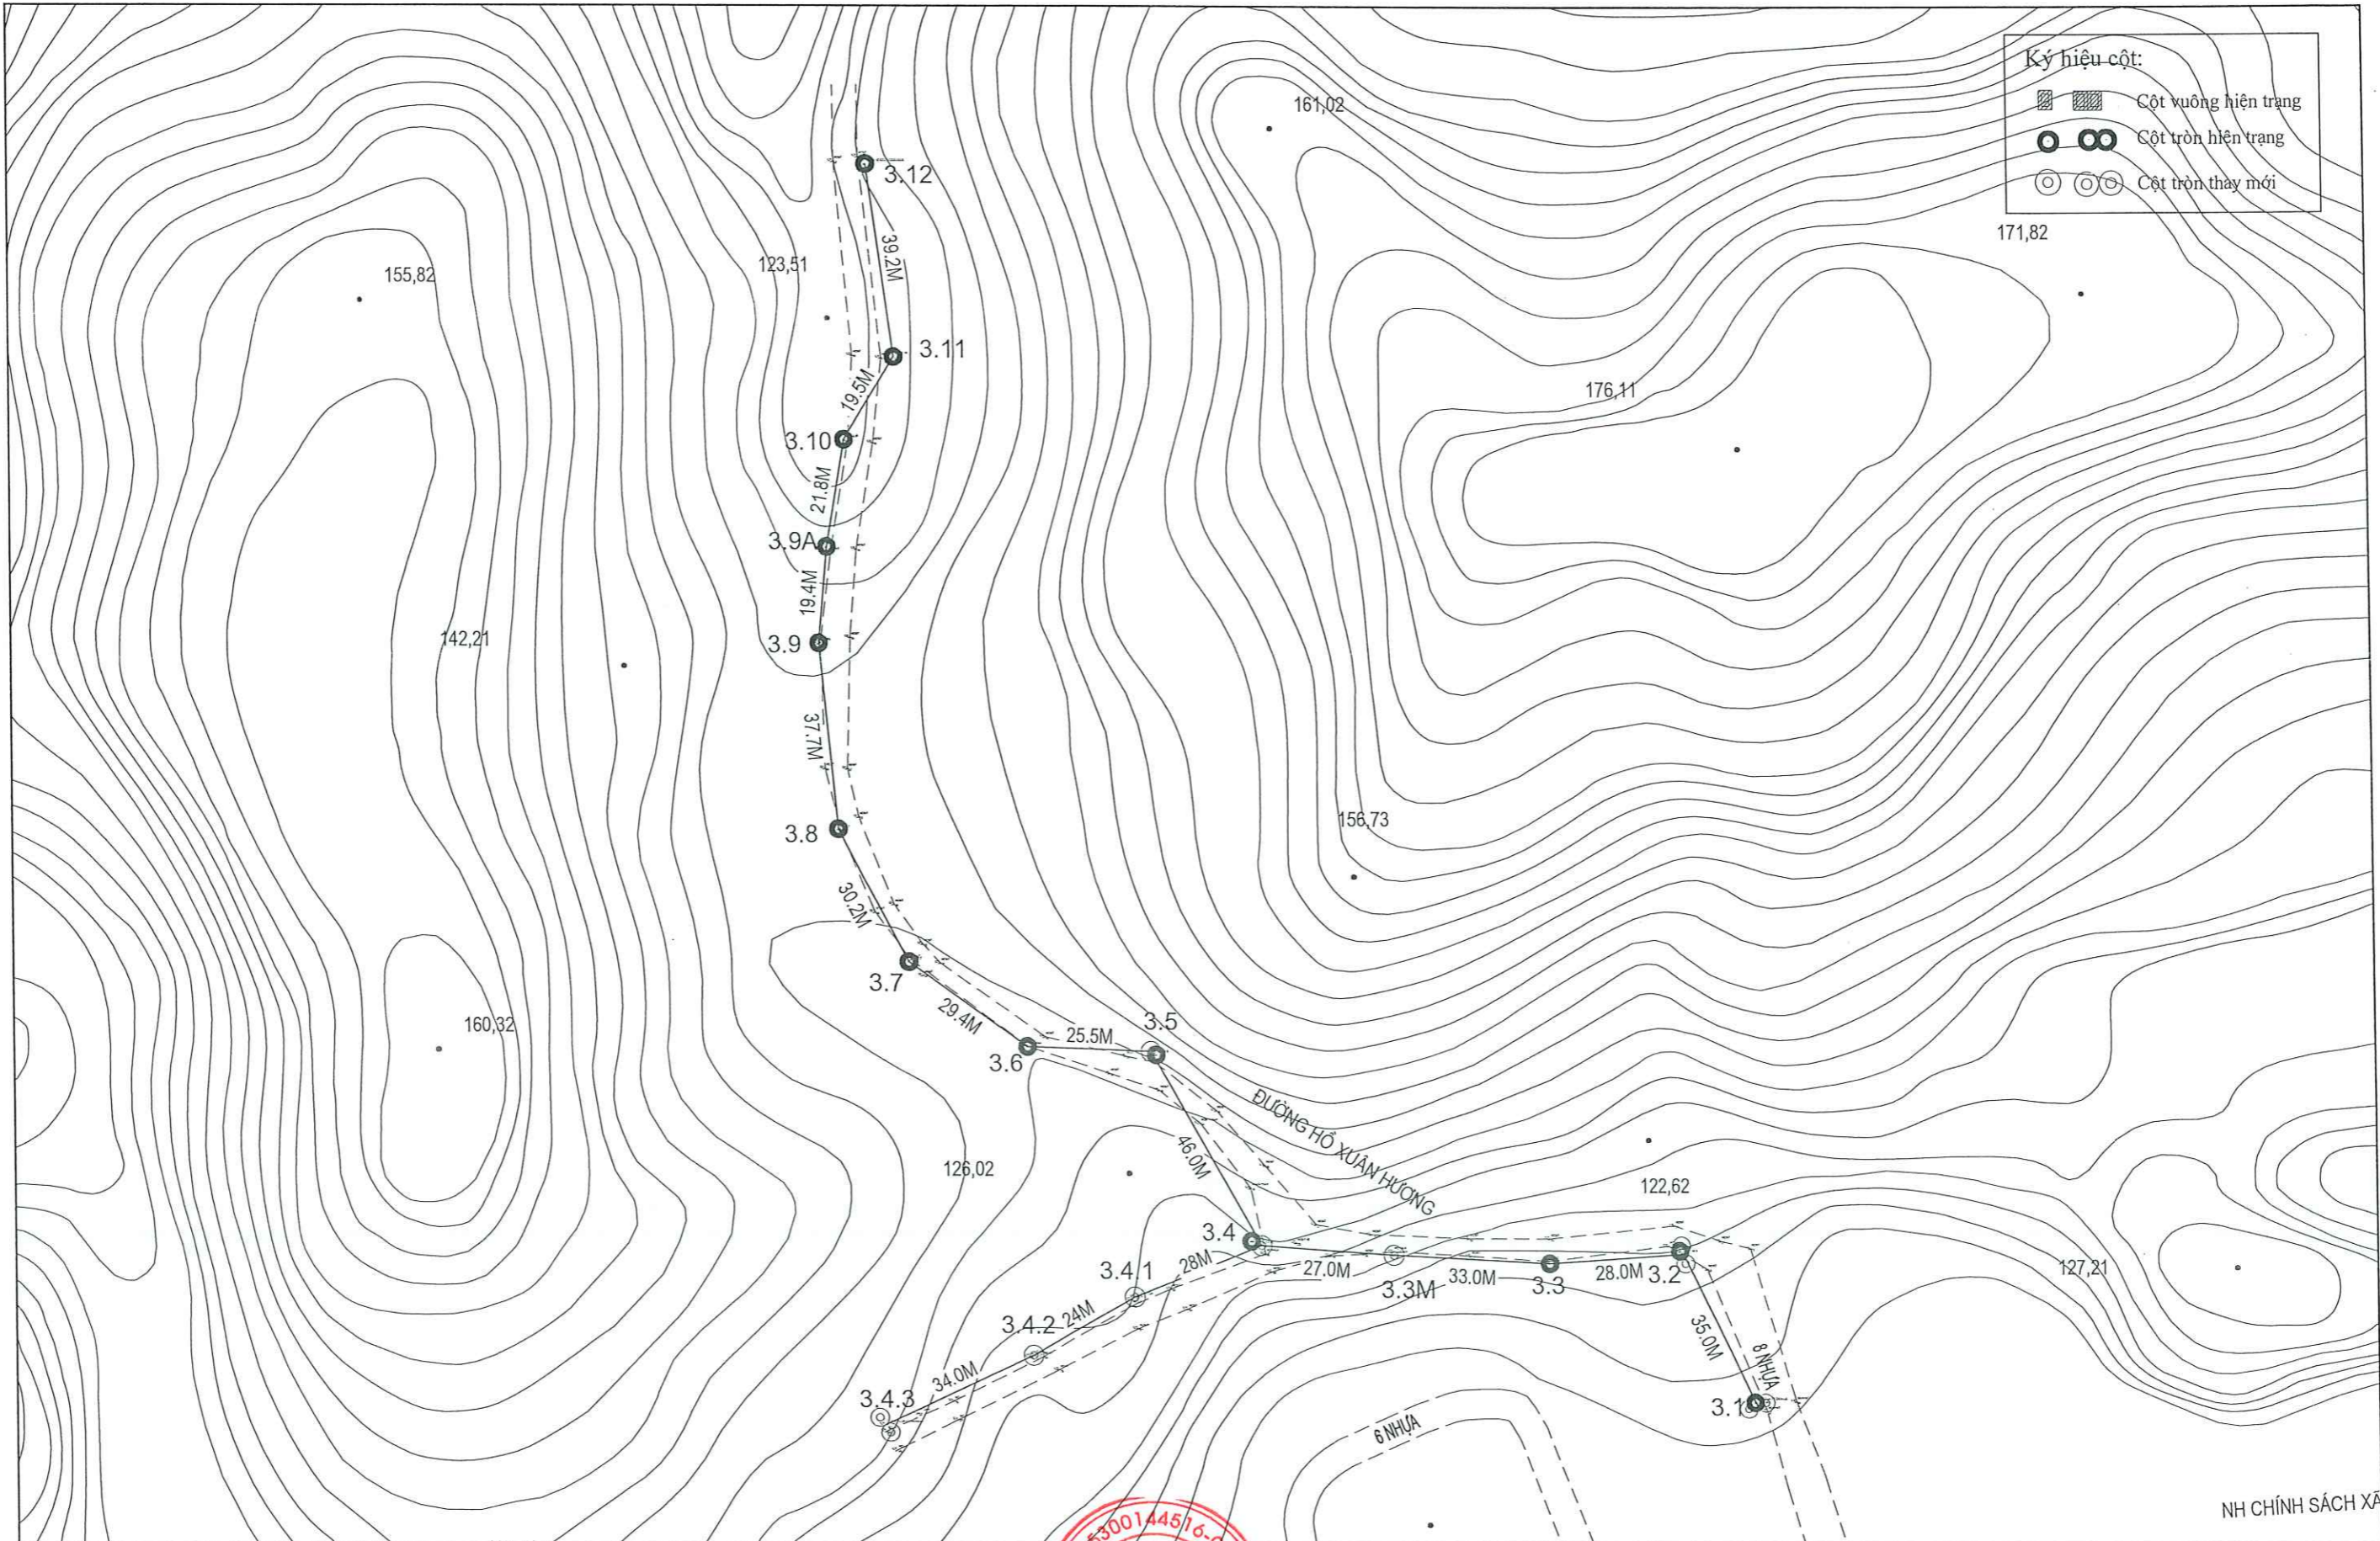 Ký hiệu cột:
Cột vuông hiện trạng
Cột tròn hiện trạng
Cột tròn thay mới
161,02
3.12
171,82
39.2M
123,51
155,82
3.11
19.5M
176,11
3.10
21.8M
3.9A
19.4M
142,21
3.9
37.7M
3.8
156,73
30.2M
3.7
29.4M
160,32
3.5
25.5M
3.6
ĐƯỜNG HỒ XUÂN HƯƠNG
46.0M
126,02
122,62
3.4
28M
3.4.1
27.0M
3.3M
33.0M
3.3
28.0M
3.2
127,21
24M
3.4.2
35.0M
8 NHỰA
34.0M
3.4.3
3.1
6 NHỰA
NH CHÍNH SÁCH XÃ
5300144516-